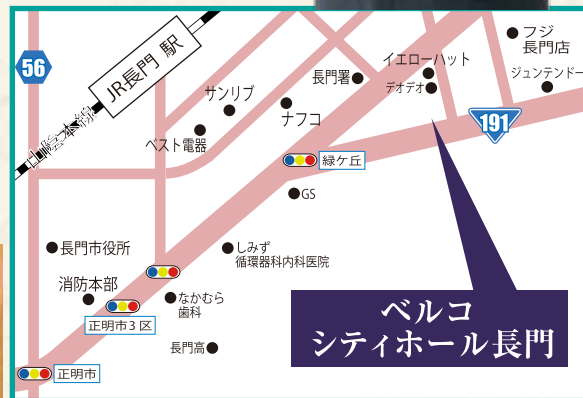 フジ
長門店
イエローハット
56
JR長門 駅
長門署
デオデオ
ジュンテンドー
サンリブ
ナフコ
191
山陰本線
ベスト電器
緑ケ丘
GS
長門市役所
しみず
循環器科内科医院
消防本部
なかむら
歯科
正明市3区
ベルコ
シティホール長門
長門高
正明市